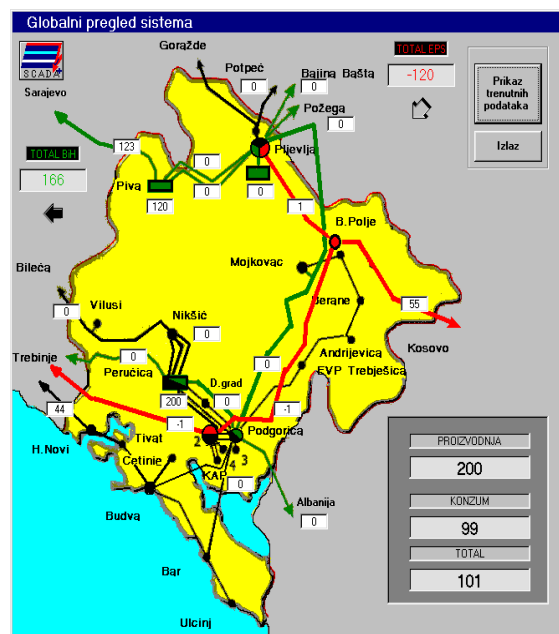 Globalni pregled sistema
Goražde
Potpeć
0
Bajina Bašta
0
TOTAL EPS
-120
SCADA
Sarajevo
Požega
0
Prikaz
trenutnih
podataka
Izlaz
123
TOTAL BiH
166
Pljevlja
0
0
0
Piva
120
1
B.Polje
Mojkovac
Bileća
0
Vilusi
Nikšić
0
Berane
55
Kosovo
Trebinje
0
Perućica
D.grad
0
0
Andrijevica
EVP Trebješica
200
44
-1
-1
H.Novi
Tivat
Cetinje
2
Podgorica
3
4
KAP
0
Albanija
0
Budva
Bar
Ulcinj
PROIZVODNJA
200
KONZUM
99
TOTAL
101